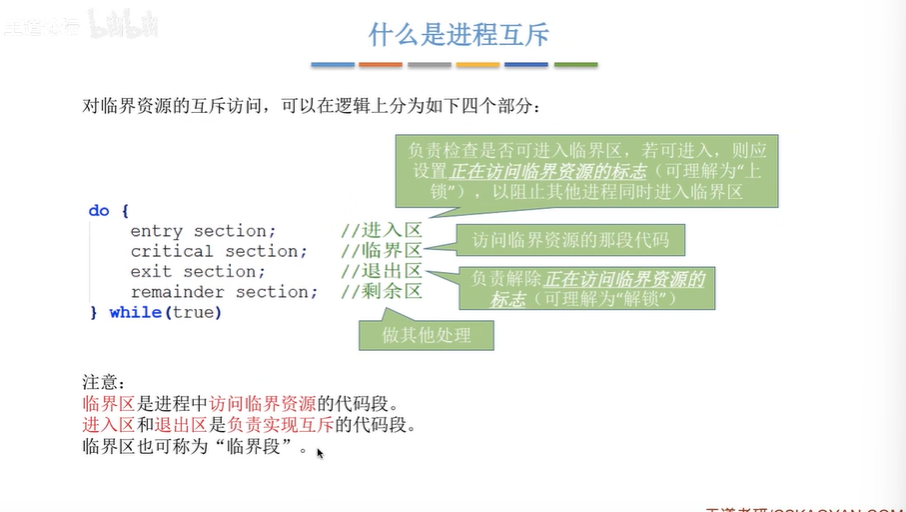 什么是进程互斥
对临界资源的互斥访问，可以在逻辑上分为如下四个部分：
负责检查是否可进入临界区，若可进入，则应
设置正在访问临界资源的标志（可理解为“上
锁”），以阻止其他进程同时进入临界区
do {
entry section; //进入区
critical section; //临界区
exit section; //退出区
remainder section; //剩余区
} while(true)
访问临界资源的那段代码
负责解除正在访问临界资源的
标志（可理解为“解锁”）
做其他处理
注意：
临界区是进程中访问临界资源的代码段。
进入区和退出区是负责实现互斥的代码段。
临界区也可称为“临界段”。